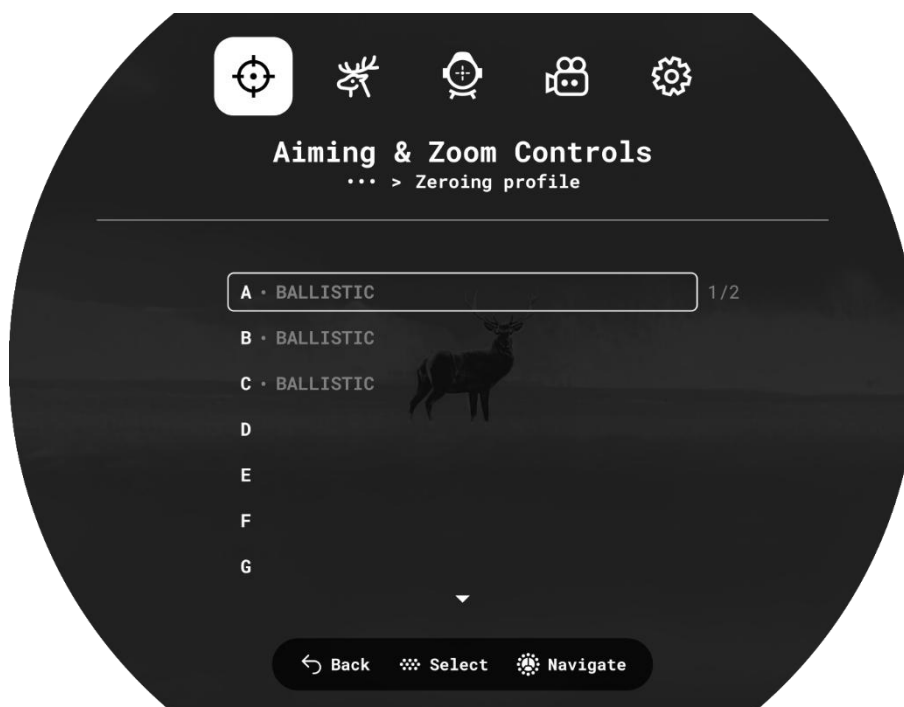 Aiming & Zoom Controls
··· > Zeroing profile
A · BALLISTIC 1/2
B · BALLISTIC
C · BALLISTIC
D
E
F
G
Back Select Navigate